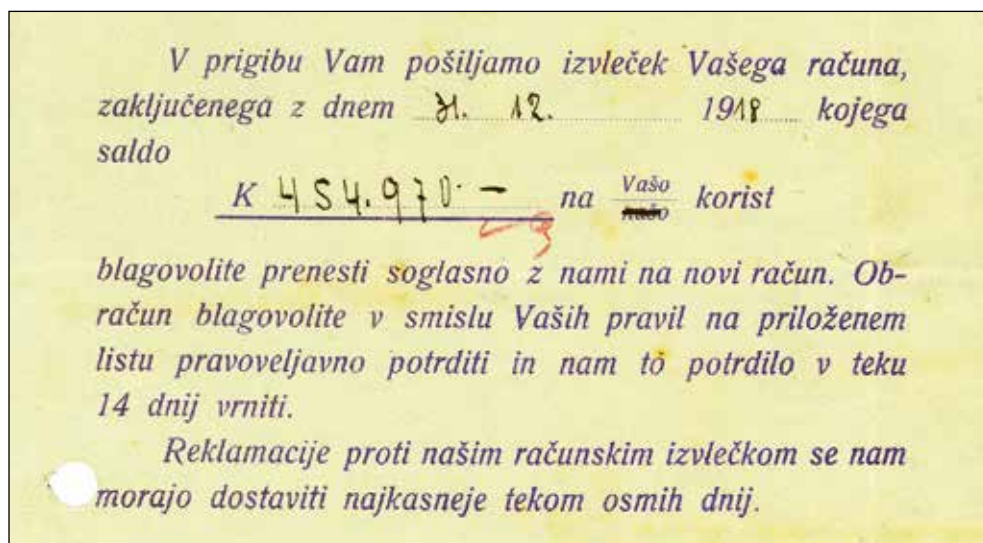 V prigibu Vam pošiljamo izvleček Vašega računa,
zaključenega z dnem 31. 12. 1918 kojega
saldo
K 454.970·— na Vašo našo korist
blagovolite prenesti soglasno z nami na novi račun. Ob-
račun blagovolite v smislu Vaših pravil na priloženem
listu pravoveljavno potrditi in nam to potrdilo v teku
14 dnij vrniti.
Reklamacije proti našim računskim izvlečkom se nam
morajo dostaviti najkasneje tekom osmih dnij.